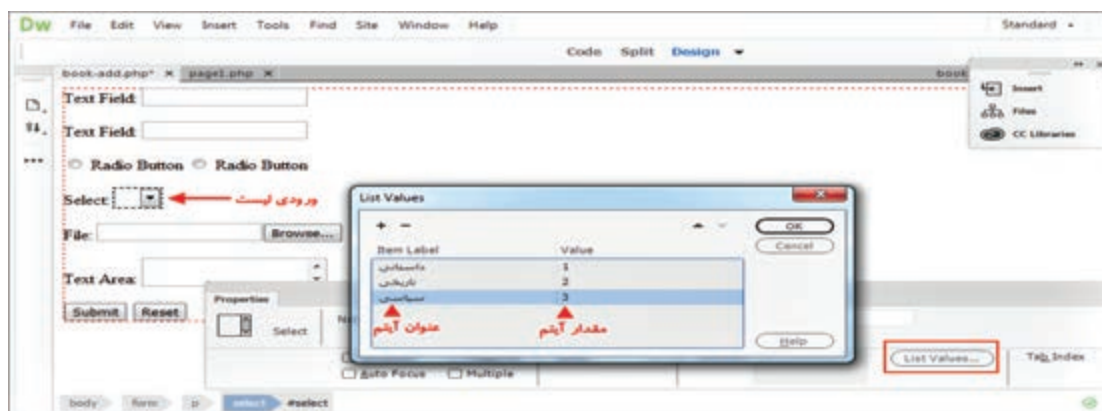 Dw File Edit View Insert Tools Find Site Window Help Standard
Code Split Design
book-add.php* × page1.php × book
Insert
Files
CC Libraries
Text Field:
Text Field:
Radio Button Radio Button
Select: ورودی لیست
File: Browse...
Text Area:
Submit Reset
List Values
+ − OK
Cancel
Item Label Value
داستانی 1
تاریخی 2
سیاسی 3
عنوان آیتم مقدار آیتم
Help
Properties
Select
List Values... Tab Index
Auto Focus Multiple
body form p select #select